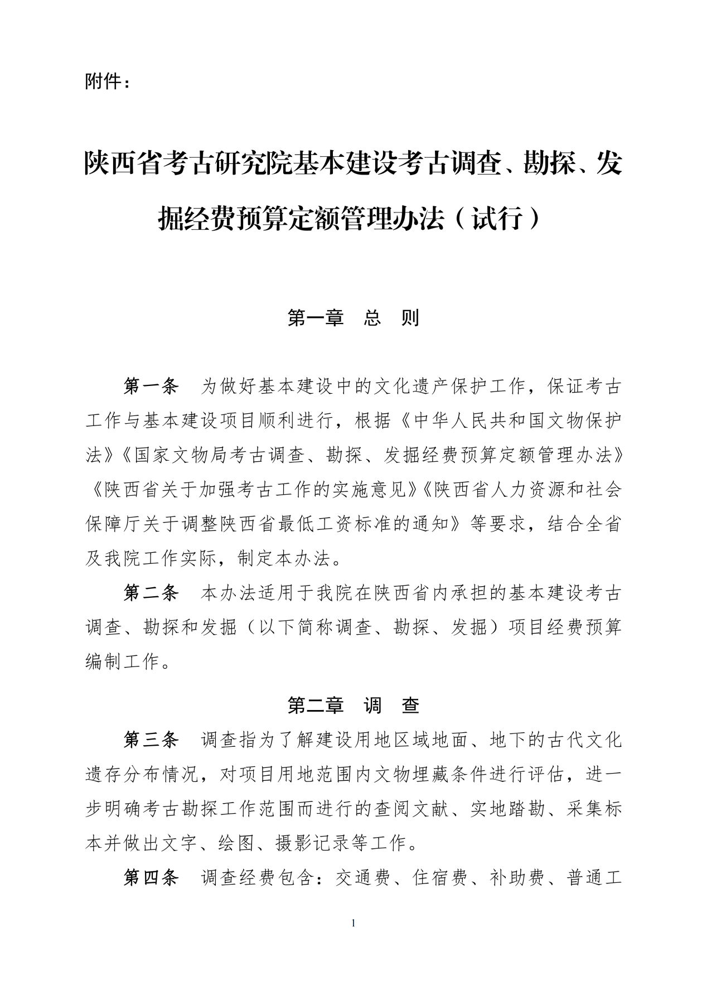 附件：
陕西省考古研究院基本建设考古调查、勘探、发
掘经费预算定额管理办法（试行）
第一章　总　则
第一条　为做好基本建设中的文化遗产保护工作，保证考古
工作与基本建设项目顺利进行，根据《中华人民共和国文物保护
法》《国家文物局考古调查、勘探、发掘经费预算定额管理办法》
《陕西省关于加强考古工作的实施意见》《陕西省人力资源和社会
保障厅关于调整陕西省最低工资标准的通知》等要求，结合全省
及我院工作实际，制定本办法。
第二条　本办法适用于我院在陕西省内承担的基本建设考古
调查、勘探和发掘（以下简称调查、勘探、发掘）项目经费预算
编制工作。
第二章　调　查
第三条　调查指为了解建设用地区域地面、地下的古代文化
遗存分布情况，对项目用地范围内文物埋藏条件进行评估，进一
步明确考古勘探工作范围而进行的查阅文献、实地踏勘、采集标
本并做出文字、绘图、摄影记录等工作。
第四条　调查经费包含：交通费、住宿费、补助费、普通工
1